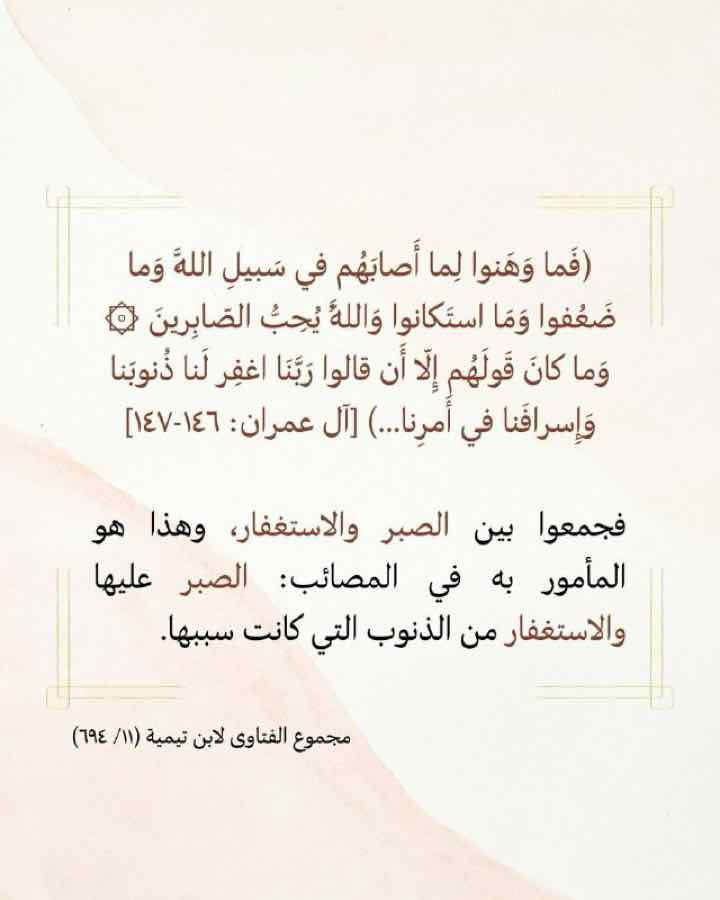 (فَما وَهَنوا لِما أَصابَهُم في سَبيلِ اللهَّ وَما
ضَعُفوا وَمَا استَكانوا وَاللهُّ يُحِبُّ الصّابِرينَ ۞
وَما كانَ قَولَهُم إِلّا أَن قالوا رَبَّنَا اغفِر لَنا ذُنوبَنا
وَإِسرافَنا في أَمرِنا...) [آل عمران: ١٤٦-١٤٧]
فجمعوا بين الصبر والاستغفار، وهذا هو
المأمور به في المصائب: الصبر عليها
والاستغفار من الذنوب التي كانت سببها.
مجموع الفتاوى لابن تيمية (١١/ ٦٩٤)